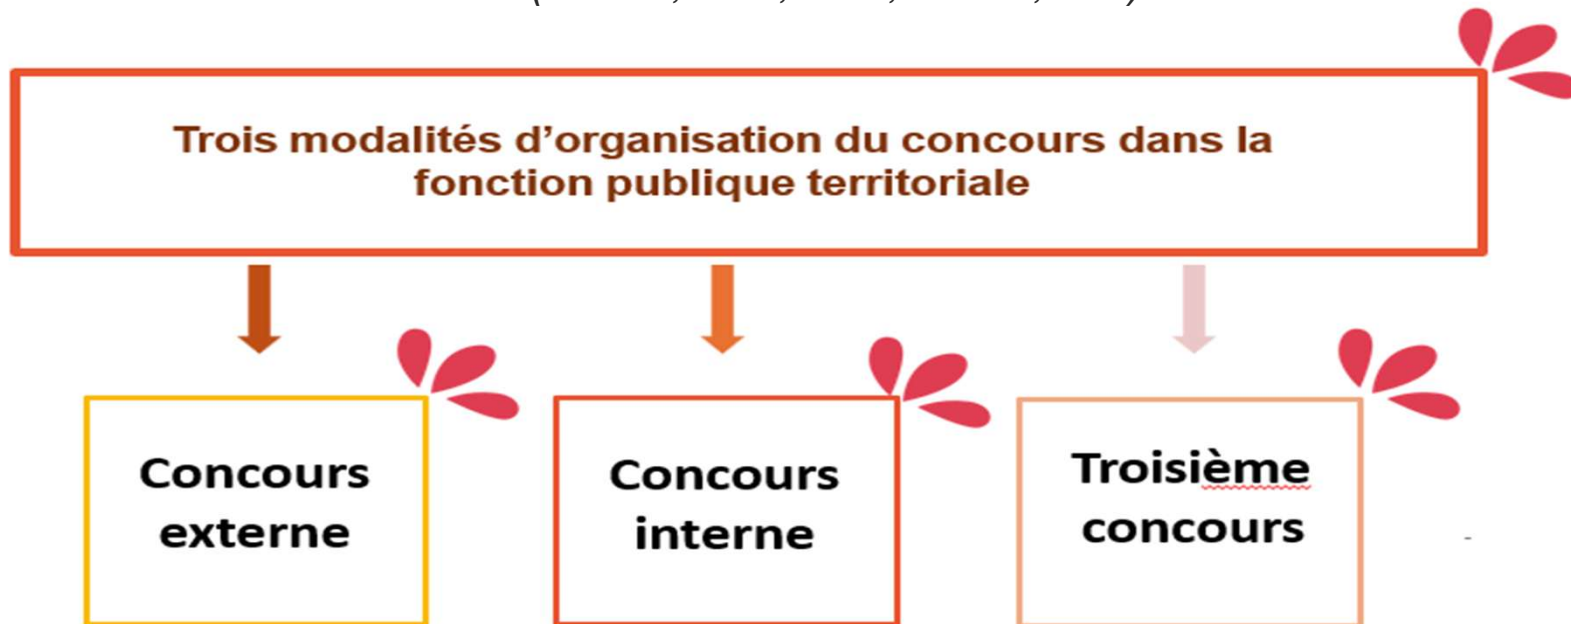 Trois modalités d’organisation du concours dans la
fonction publique territoriale
Concours
externe
Concours
interne
Troisième
concours
-